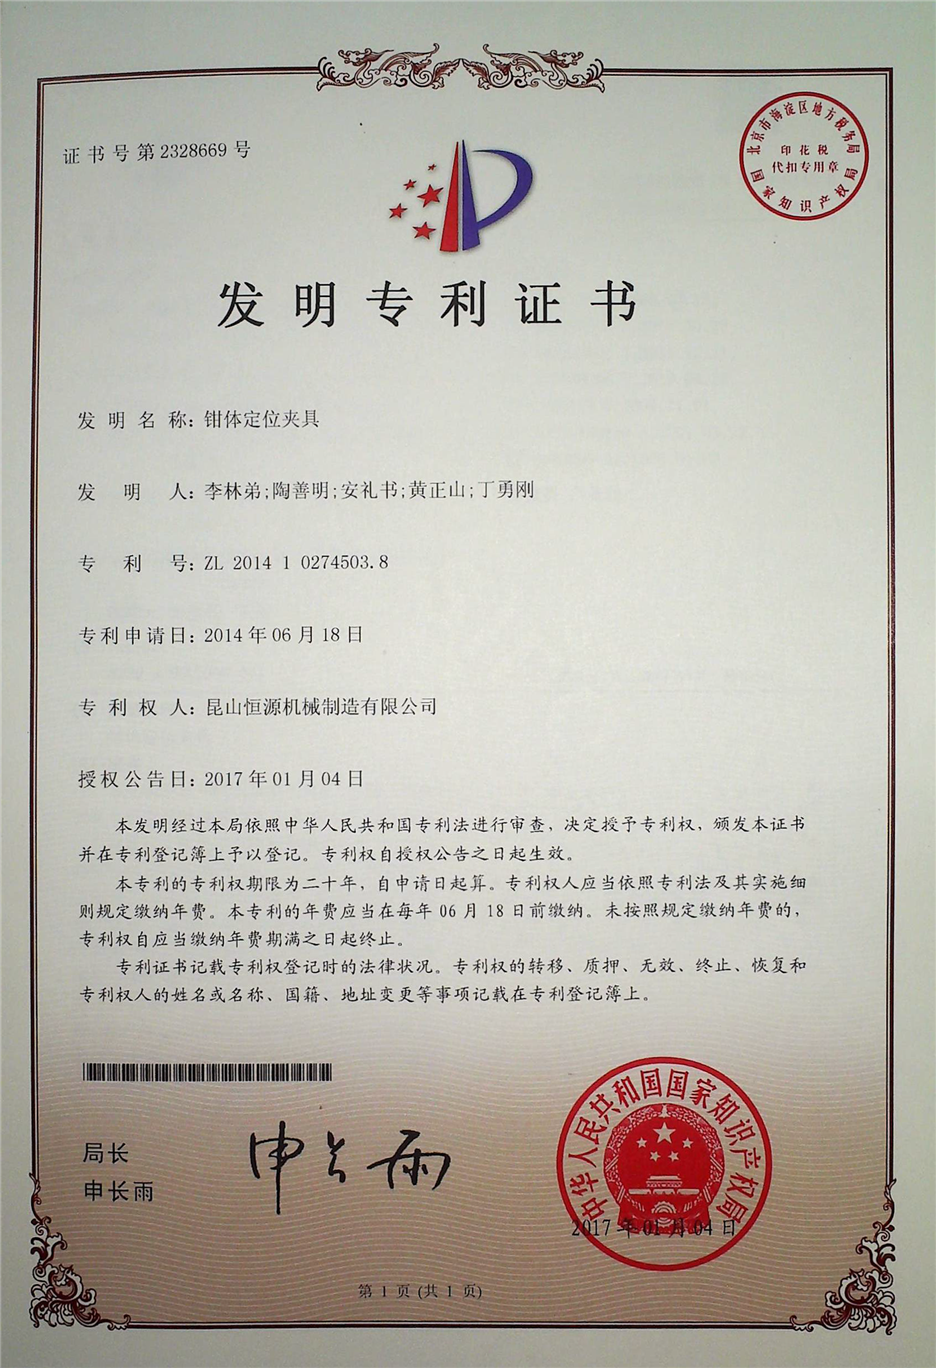 证书号第2328669号
北京市海淀区地方税务局
印花税
代扣专用章
国家知识产权局
发明专利证书
发明名称：钳体定位夹具
发明人：李林弟;陶善明;安礼书;黄正山;丁勇刚
专利号：ZL 2014 1 0274503.8
专利申请日：2014年06月18日
专利权人：昆山恒源机械制造有限公司
授权公告日：2017年01月04日
本发明经过本局依照中华人民共和国专利法进行审查，决定授予专利权，颁发本证书
并在专利登记簿上予以登记。专利权自授权公告之日起生效。
本专利的专利权期限为二十年，自申请日起算。专利权人应当依照专利法及其实施细
则规定缴纳年费。本专利的年费应当在每年06月18日前缴纳。未按照规定缴纳年费的，
专利权自应当缴纳年费期满之日起终止。
专利证书记载专利权登记时的法律状况。专利权的转移、质押、无效、终止、恢复和
专利权人的姓名或名称、国籍、地址变更等事项记载在专利登记簿上。
局长
申长雨
申长雨
中华人民共和国国家知识产权局
2017年01月04日
第1页(共1页)